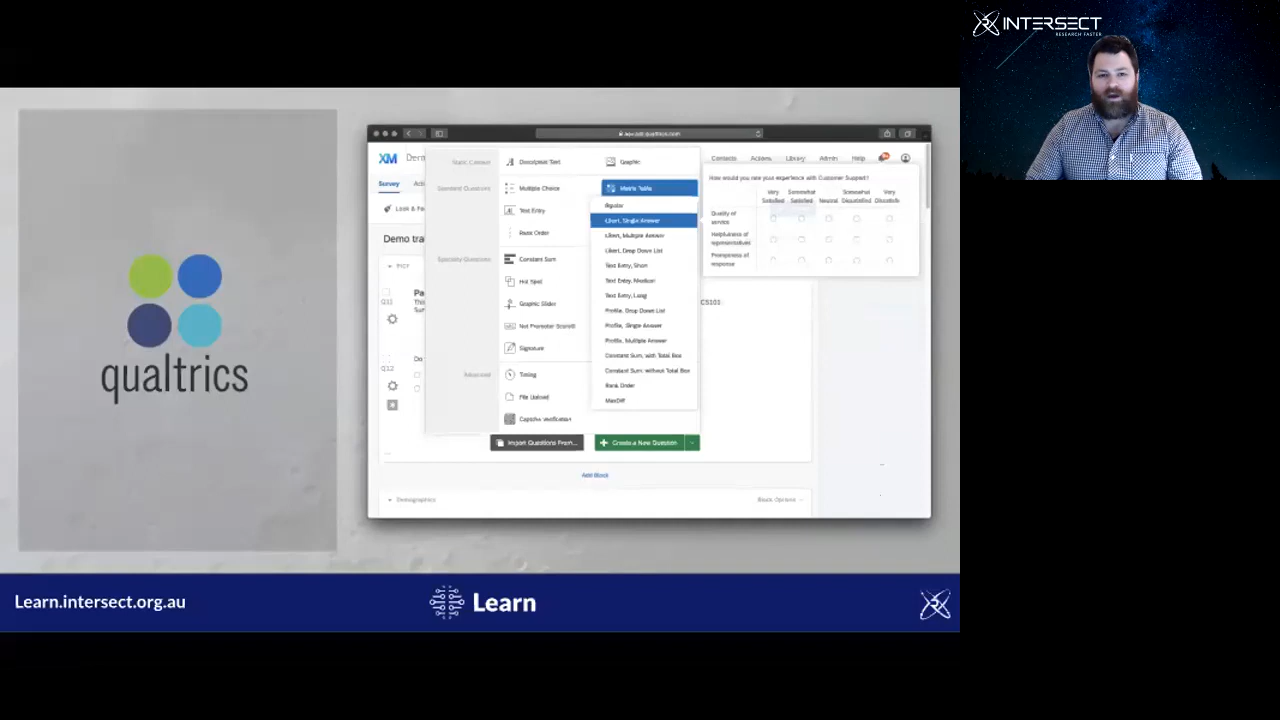 INTERSECT
RESEARCH FASTER
qualtrics
XM
Contacts Actions Library Admin Help
Survey
Static Content
Descriptive Text
Graphic
Standard Questions
Multiple Choice
Matrix Table
Text Entry
Rank Order
Specialty Questions
Constant Sum
Hot Spot
Graphic Slider
Signature
Advanced
Timing
File Upload
Captcha Verification
Bipolar
Likert, Single Answer
Likert, Multiple Answer
Likert, Drop Down List
Text Entry, Short
Text Entry, Medium
Text Entry, Long
Profile, Drop Down List
Profile, Single Answer
Profile, Multiple Answer
Constant Sum, with Total Box
Constant Sum, without Total Box
Rank Order
MaxDiff
How would you rate your experience with Customer Support?
Very Satisfied
Somewhat Satisfied
Neutral
Somewhat Dissatisfied
Very
Quality of service
Helpfulness of representatives
Promptness of response
Demo tra
Q12
Import Questions From...
Create a New Question
Add Block
Demographics
Block Options
Learn.intersect.org.au
Learn